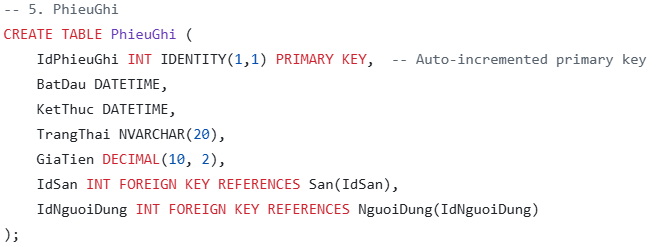 -- 5. PhieuGhi
CREATE TABLE PhieuGhi (
    IdPhieuGhi INT IDENTITY(1,1) PRIMARY KEY,  -- Auto-incremented primary key
    BatDau DATETIME,
    KetThuc DATETIME,
    TrangThai NVARCHAR(20),
    GiaTien DECIMAL(10, 2),
    IdSan INT FOREIGN KEY REFERENCES San(IdSan),
    IdNguoiDung INT FOREIGN KEY REFERENCES NguoiDung(IdNguoiDung)
);